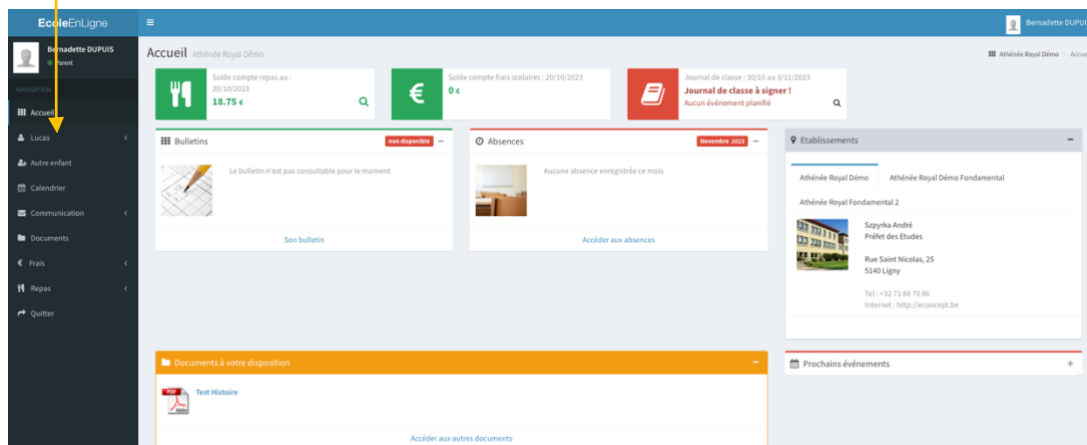 EcoleEnLigne
Bernadette DUPUIS
Bernadette DUPUIS
Parent
NAVIGATION
Accueil
Lucas
Autre enfant
Calendrier
Communication
Documents
Frais
Repas
Quitter
Accueil Athénée Royal Démo
Athénée Royal Démo
Solde compte repas au :
20/10/2023
18.75 €
Solde compte frais scolaires : 20/10/2023
0 €
Journal de classe : 30/10 au 3/11/2023
Journal de classe à signer !
Aucun événement planifié
Bulletins
non disponible
Le bulletin n'est pas consultable pour le moment
Son bulletin
Absences
Novembre 2023
Aucune absence enregistrée ce mois
Accéder aux absences
Etablissements
Athénée Royal Démo Athénée Royal Démo Fondamental
Athénée Royal Fondamental 2
Szpyrka André
Préfet des Etudes
Rue Saint Nicolas, 25
5140 Ligny
Tel : +32 71 88 70 86
Internet : http://econcept.be
Documents à votre disposition
PDF
Adobe
Test Histoire
Accéder aux autres documents
Prochains événements